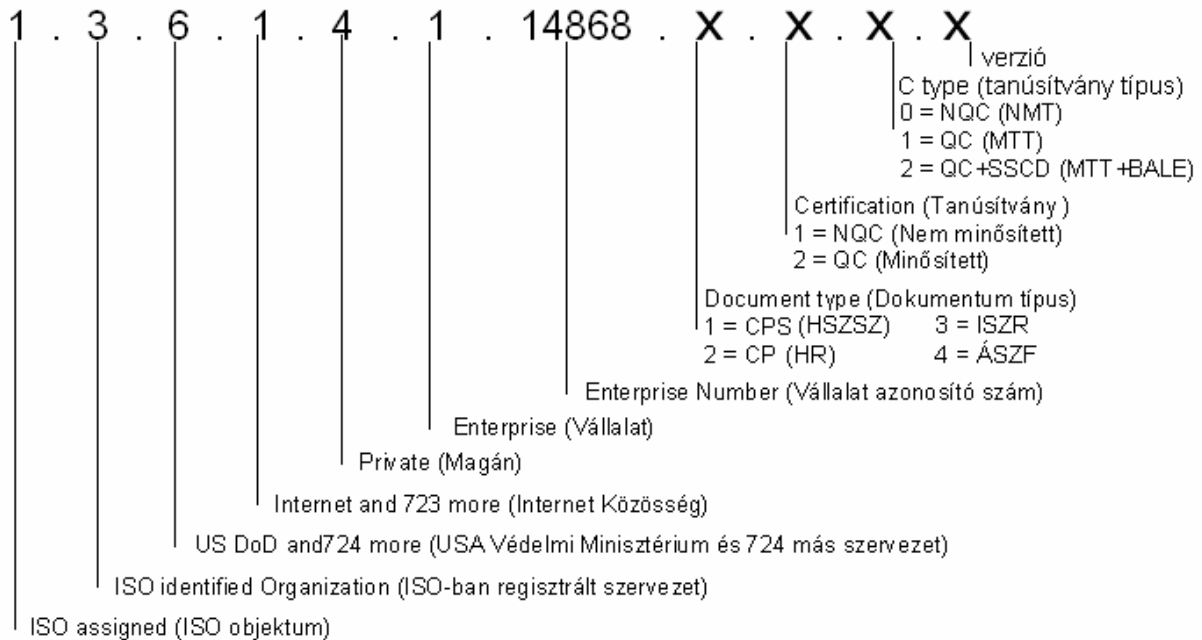 1 . 3 . 6 . 1 . 4 . 1 . 14868 . X . X . X . X
verzió
C type (tanúsítvány típus)
0 = NQC (NMT)
1 = QC (MTT)
2 = QC+SSCD (MTT+BALE)
Certification (Tanúsítvány )
1 = NQC (Nem minősített)
2 = QC (Minősített)
Document type (Dokumentum típus)
1 = CPS (HSZSZ) 3 = ISZR
2 = CP (HR) 4 = ÁSZF
Enterprise Number (Vállalat azonosító szám)
Enterprise (Vállalat)
Private (Magán)
Internet and 723 more (Internet Közösség)
US DoD and724 more (USA Védelmi Minisztérium és 724 más szervezet)
ISO identified Organization (ISO-ban regisztrált szervezet)
ISO assigned (ISO objektum)